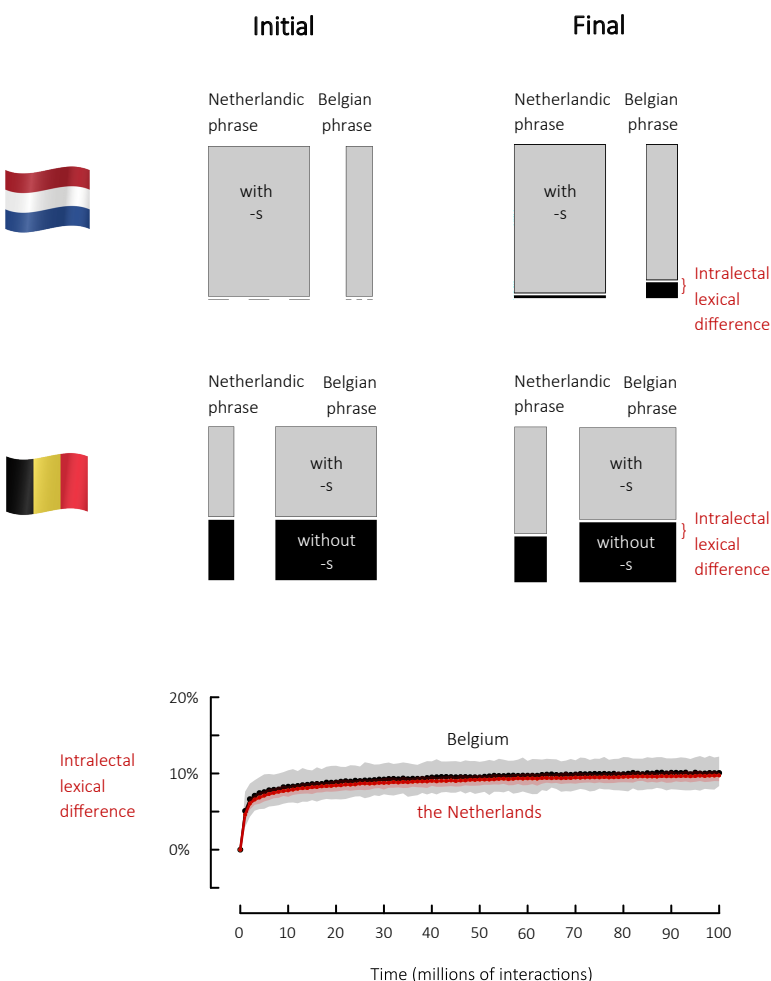 Initial Final
Netherlandic Belgian Netherlandic Belgian
phrase phrase phrase phrase
with with
-s -s
Intralectal
lexical
difference
Netherlandic Belgian Netherlandic Belgian
phrase phrase phrase phrase
with with
-s -s
Intralectal
lexical
difference
without without
-s -s
20%
Belgium
Intralectal
lexical
difference
10%
the Netherlands
0%
0 10 20 30 40 50 60 70 80 90 100
Time (millions of interactions)